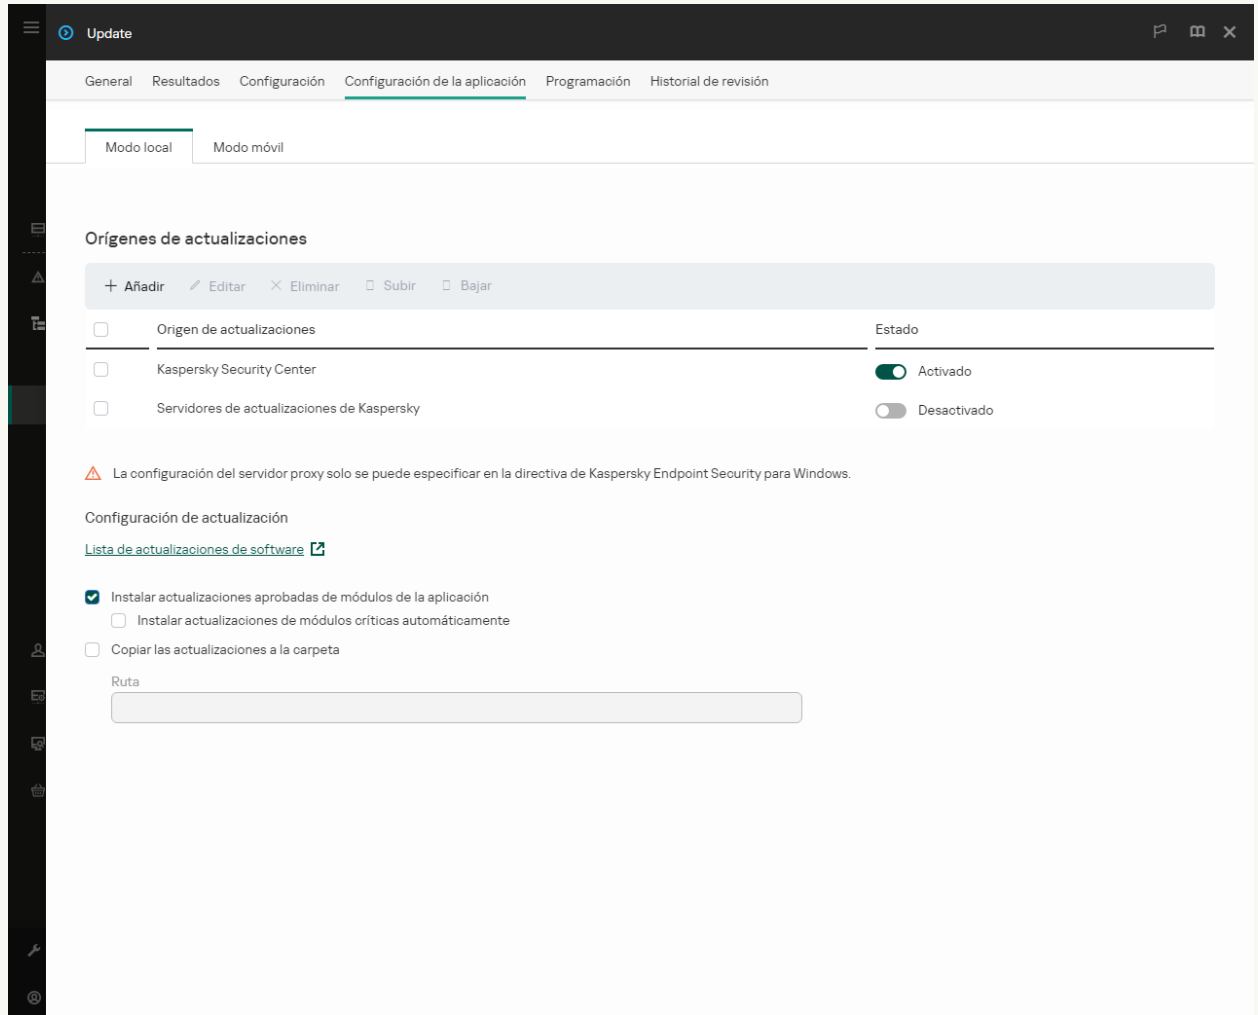 Update
General Resultados Configuración Configuración de la aplicación Programación Historial de revisión
Modo local Modo móvil
Orígenes de actualizaciones
Añadir Editar Eliminar Subir Bajar
Origen de actualizaciones Estado
Kaspersky Security Center Activado
Servidores de actualizaciones de Kaspersky Desactivado
La configuración del servidor proxy solo se puede especificar en la directiva de Kaspersky Endpoint Security para Windows.
Configuración de actualización
Lista de actualizaciones de software
Instalar actualizaciones aprobadas de módulos de la aplicación
Instalar actualizaciones de módulos críticas automáticamente
Copiar las actualizaciones a la carpeta
Ruta